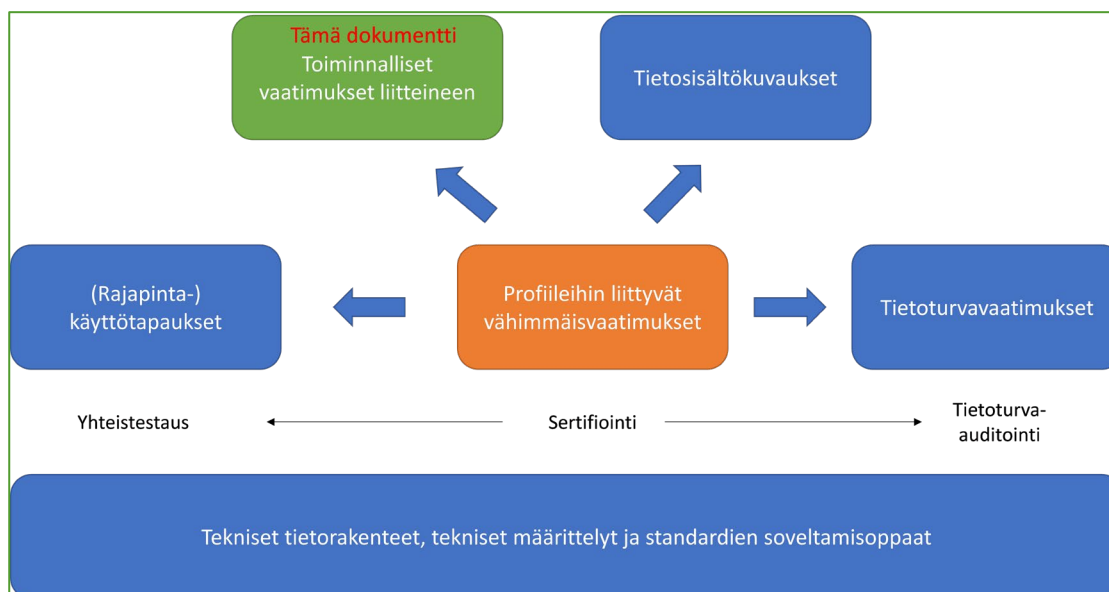 Tämä dokumentti
Toiminnalliset
vaatimukset liitteineen
Tietosisältökuvaukset
(Rajapinta-)
käyttötapaukset
Profiileihin liittyvät
vähimmäisvaatimukset
Tietoturvavaatimukset
Yhteistestaus
Sertifiointi
Tietoturva-
auditointi
Tekniset tietorakenteet, tekniset määrittelyt ja standardien soveltamisoppaat